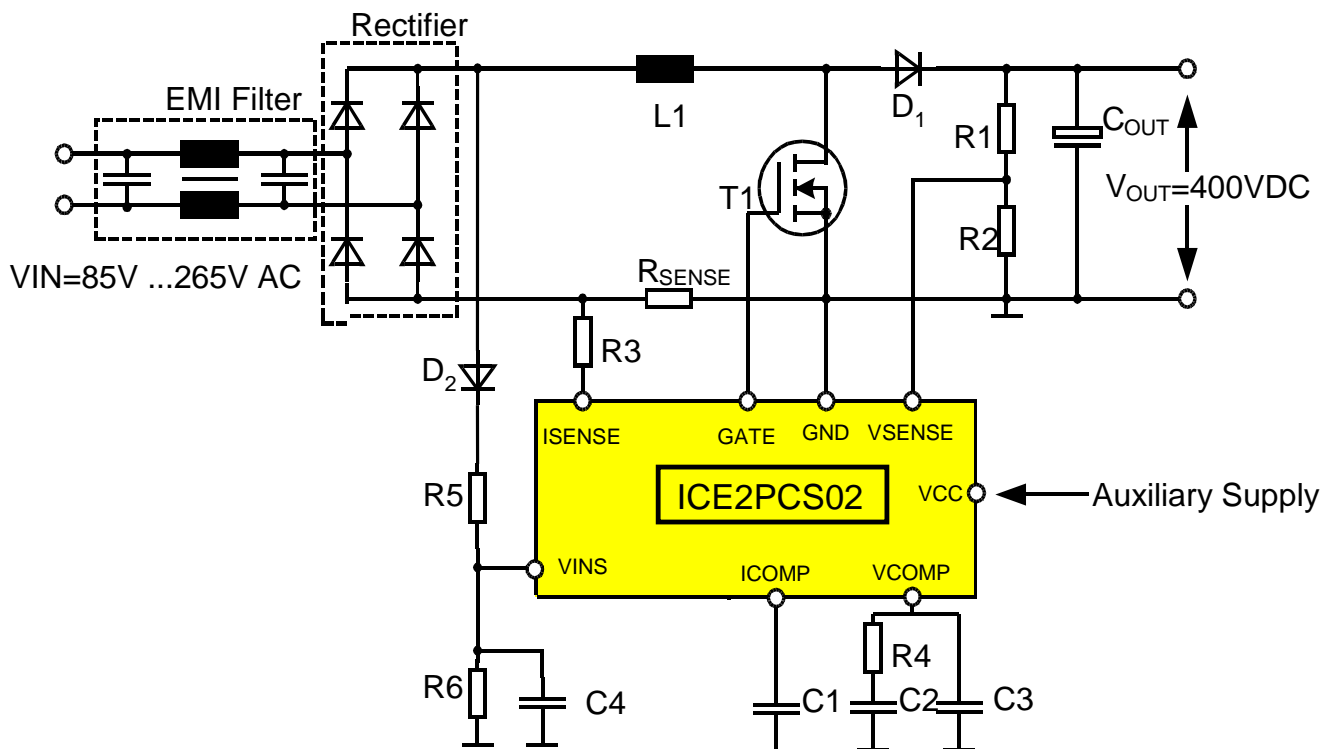 Rectifier
EMI Filter
L1
D1
R1
COUT
T1
VOUT=400VDC
R2
VIN=85V ...265V AC
RSENSE
R3
D2
ISENSE
GATE
GND
VSENSE
R5
ICE2PCS02
VCC
Auxiliary Supply
VINS
ICOMP
VCOMP
R4
R6
C4
C1
C2
C3